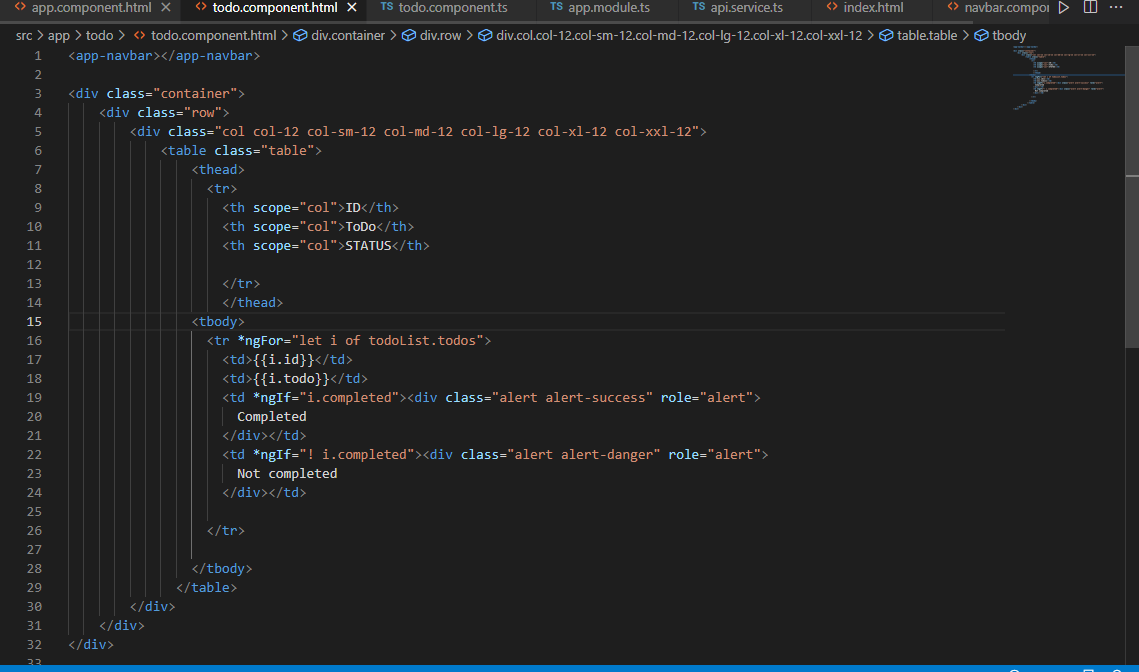 app.component.html todo.component.html TS todo.component.ts TS app.module.ts TS api.service.ts index.html navbar.compor
src > app > todo > todo.component.html > div.container > div.row > div.col.col-12.col-sm-12.col-md-12.col-lg-12.col-xl-12.col-xxl-12 > table.table > tbody
1 <app-navbar></app-navbar>
2
3 <div class="container">
4 <div class="row">
5 <div class="col col-12 col-sm-12 col-md-12 col-lg-12 col-xl-12 col-xxl-12">
6 <table class="table">
7 <thead>
8 <tr>
9 <th scope="col">ID</th>
10 <th scope="col">ToDo</th>
11 <th scope="col">STATUS</th>
12
13 </tr>
14 </thead>
15 <tbody>
16 <tr *ngFor="let i of todoList.todos">
17 <td>{{i.id}}</td>
18 <td>{{i.todo}}</td>
19 <td *ngIf="i.completed"><div class="alert alert-success" role="alert">
20 Completed
21 </div></td>
22 <td *ngIf="! i.completed"><div class="alert alert-danger" role="alert">
23 Not completed
24 </div></td>
25
26 </tr>
27
28 </tbody>
29 </table>
30 </div>
31 </div>
32 </div>
33